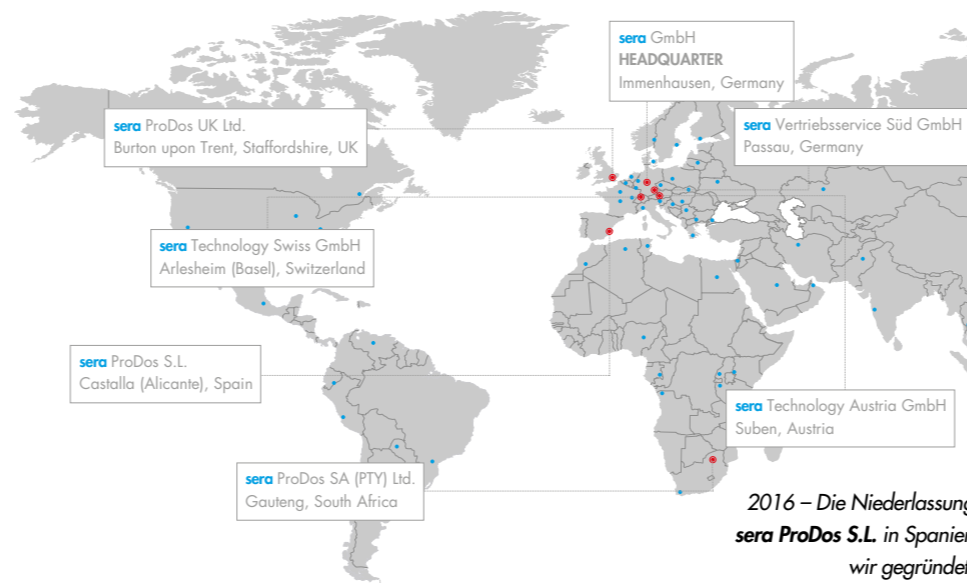 sera GmbH
HEADQUARTER
Immenhausen, Germany
sera ProDos UK Ltd.
Burton upon Trent, Staffordshire, UK
sera Vertriebsservice Süd GmbH
Passau, Germany
sera Technology Swiss GmbH
Arlesheim (Basel), Switzerland
sera ProDos S.L.
Castalla (Alicante), Spain
sera Technology Austria GmbH
Suben, Austria
sera ProDos SA (PTY) Ltd.
Gauteng, South Africa
2016 – Die Niederlassung
sera ProDos S.L. in Spanien
wir gegründet